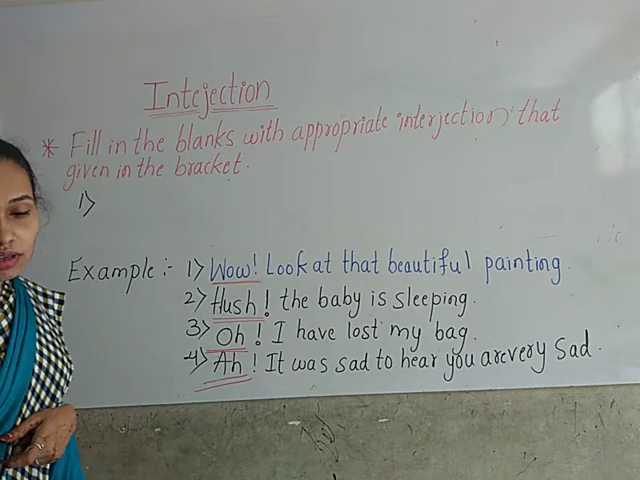 Intejection
* Fill in the blanks with appropriate interjection that
given in the bracket.
1)
Example :- 1) Wow! Look at that beautiful painting.
2) Hush! the baby is sleeping.
3) Oh! I have lost my bag.
4) Ah! It was sad to hear you are very sad.